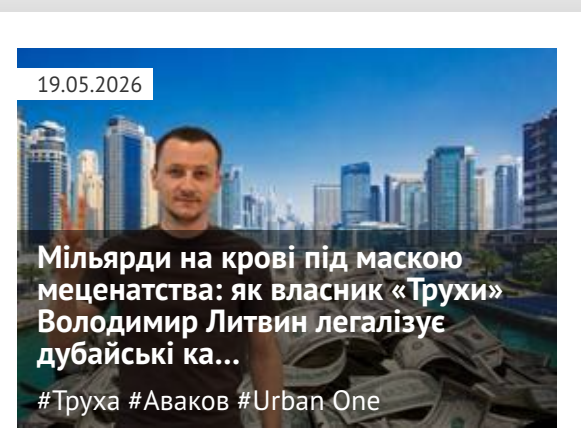 19.05.2026
Мільярди на крові під маскою
меценатства: як власник «Трухи»
Володимир Литвин легалізує
дубайські ка...
#Труха #Аваков #Urban One